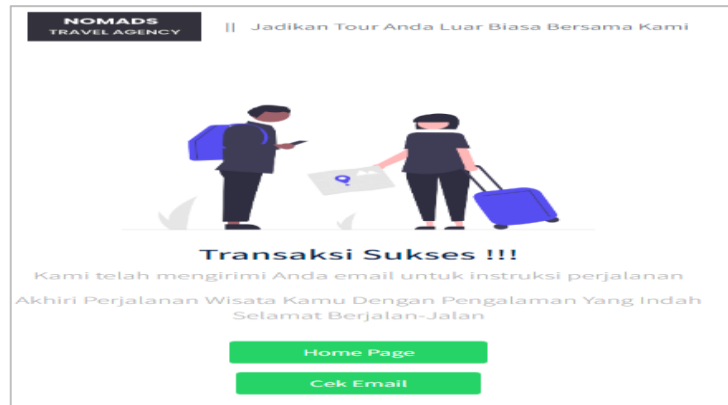 NOMADS
TRAVEL AGENCY
|| Jadikan Tour Anda Luar Biasa Bersama Kami
Transaksi Sukses !!!
Kami telah mengirimi Anda email untuk instruksi perjalanan
Akhiri Perjalanan Wisata Kamu Dengan Pengalaman Yang Indah
Selamat Berjalan-Jalan
Home Page
Cek Email